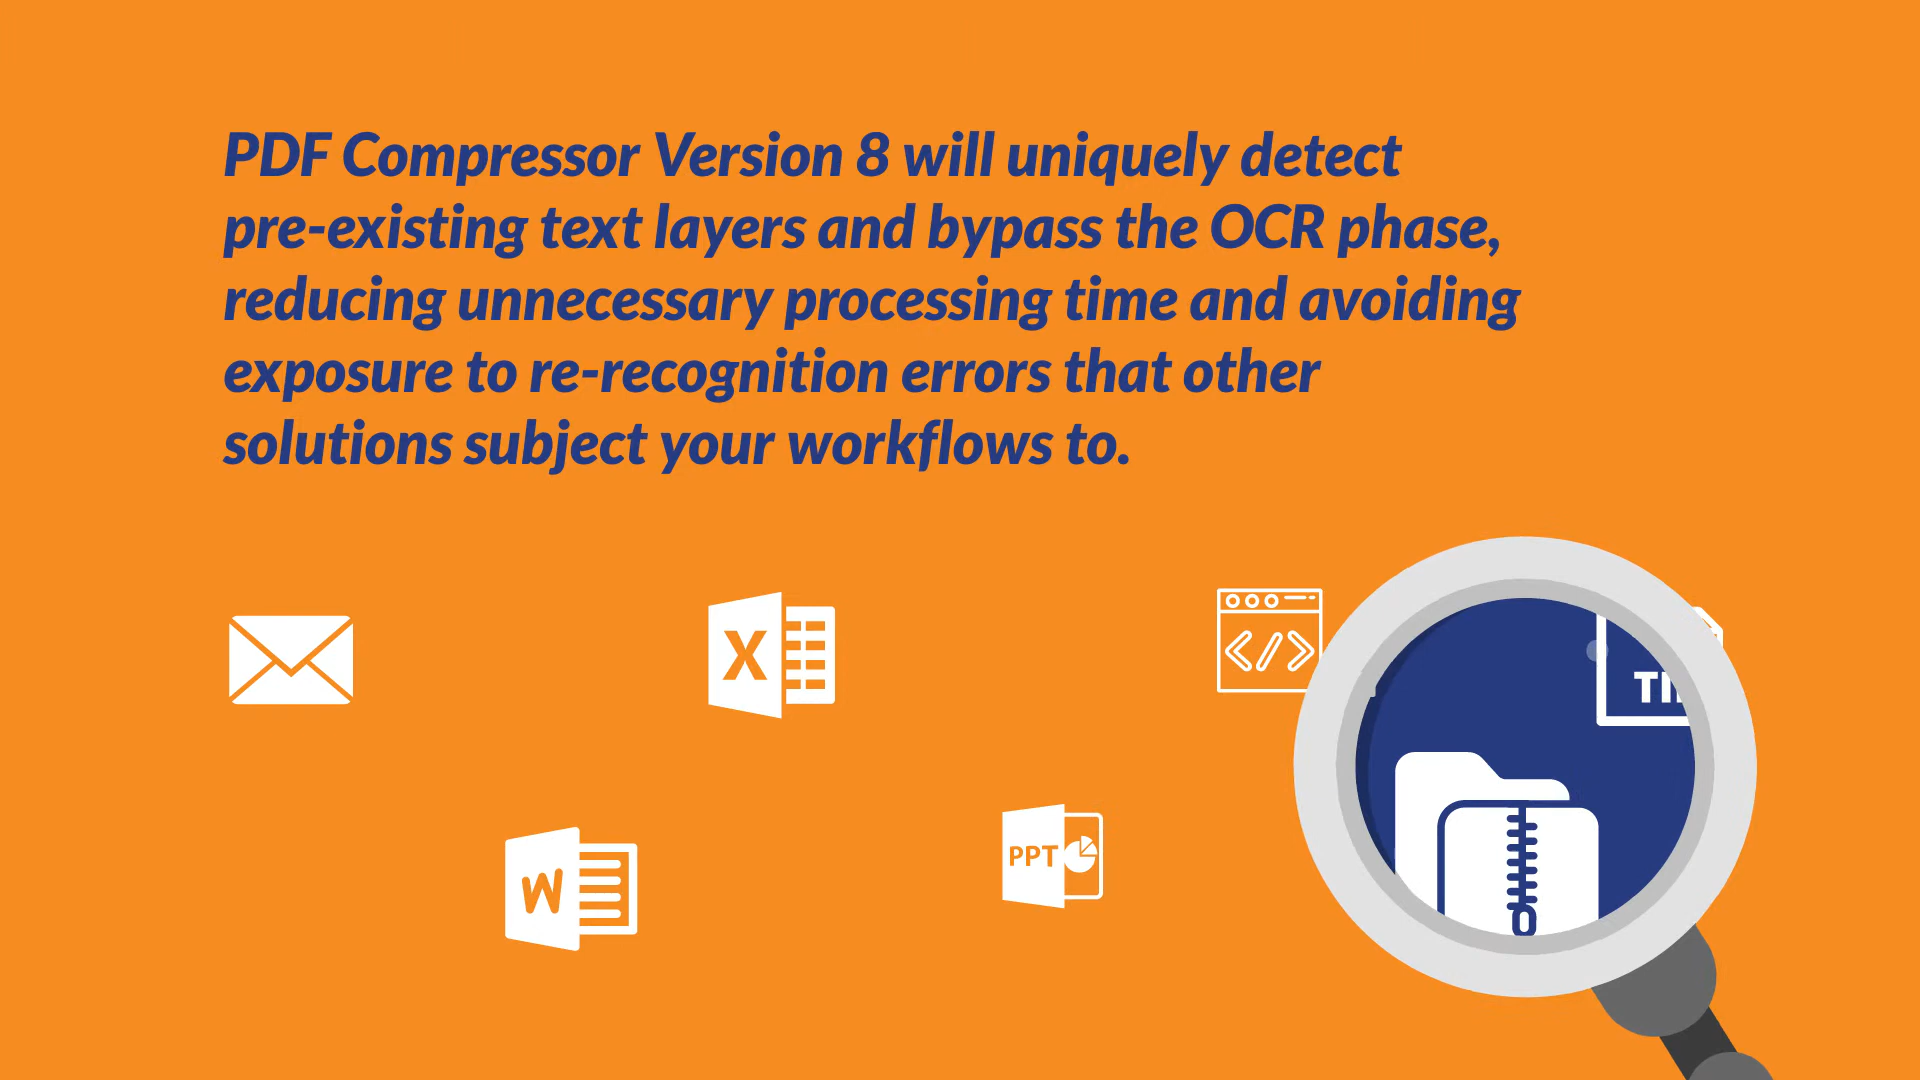 PDF Compressor Version 8 will uniquely detect
pre-existing text layers and bypass the OCR phase,
reducing unnecessary processing time and avoiding
exposure to re-recognition errors that other
solutions subject your workflows to.
X
</>
W
PPT